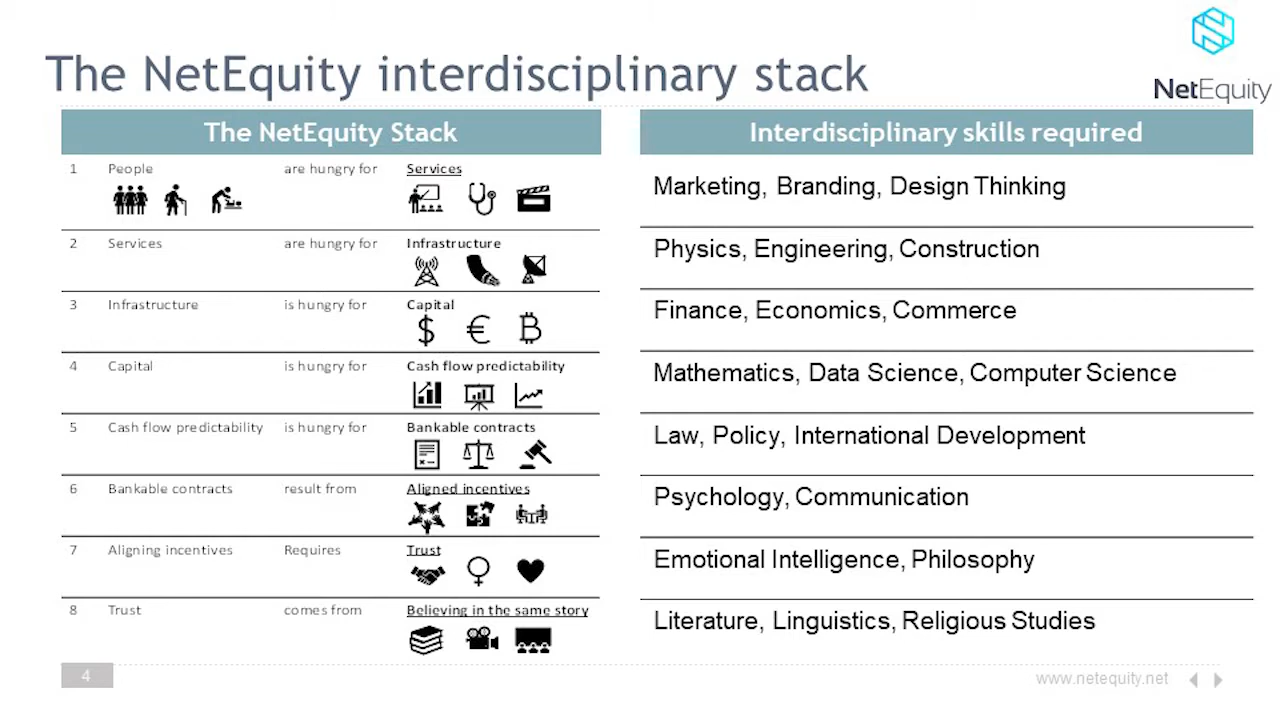 The NetEquity interdisciplinary stack
NetEquity
The NetEquity Stack
Interdisciplinary skills required
1 People are hungry for Services
Marketing, Branding, Design Thinking
2 Services are hungry for Infrastructure
Physics, Engineering, Construction
3 Infrastructure is hungry for Capital
Finance, Economics, Commerce
4 Capital is hungry for Cash flow predictability
Mathematics, Data Science, Computer Science
5 Cash flow predictability is hungry for Bankable contracts
Law, Policy, International Development
6 Bankable contracts result from Aligned incentives
Psychology, Communication
7 Aligning incentives Requires Trust
Emotional Intelligence, Philosophy
8 Trust comes from Believing in the same story
Literature, Linguistics, Religious Studies
4
www.netequity.net